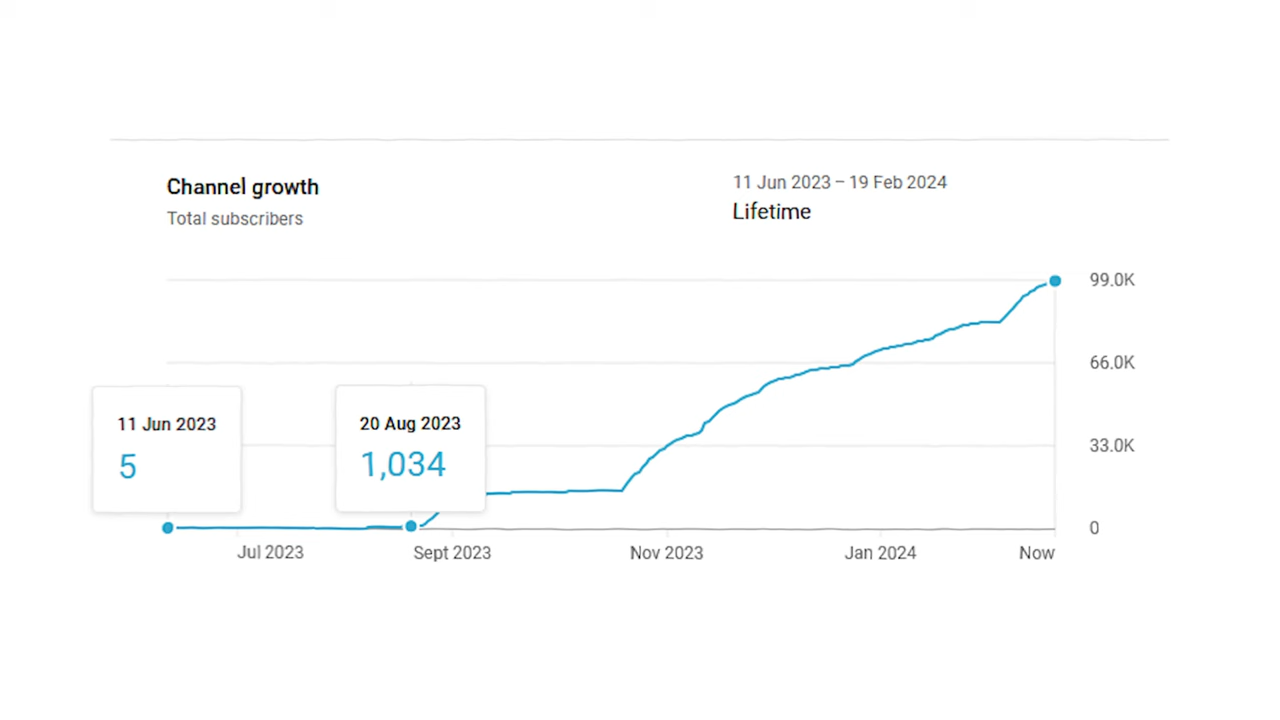 Channel growth
Total subscribers
11 Jun 2023 – 19 Feb 2024
Lifetime
99.0K
66.0K
33.0K
0
11 Jun 2023
5
20 Aug 2023
1,034
Jul 2023
Sept 2023
Nov 2023
Jan 2024
Now